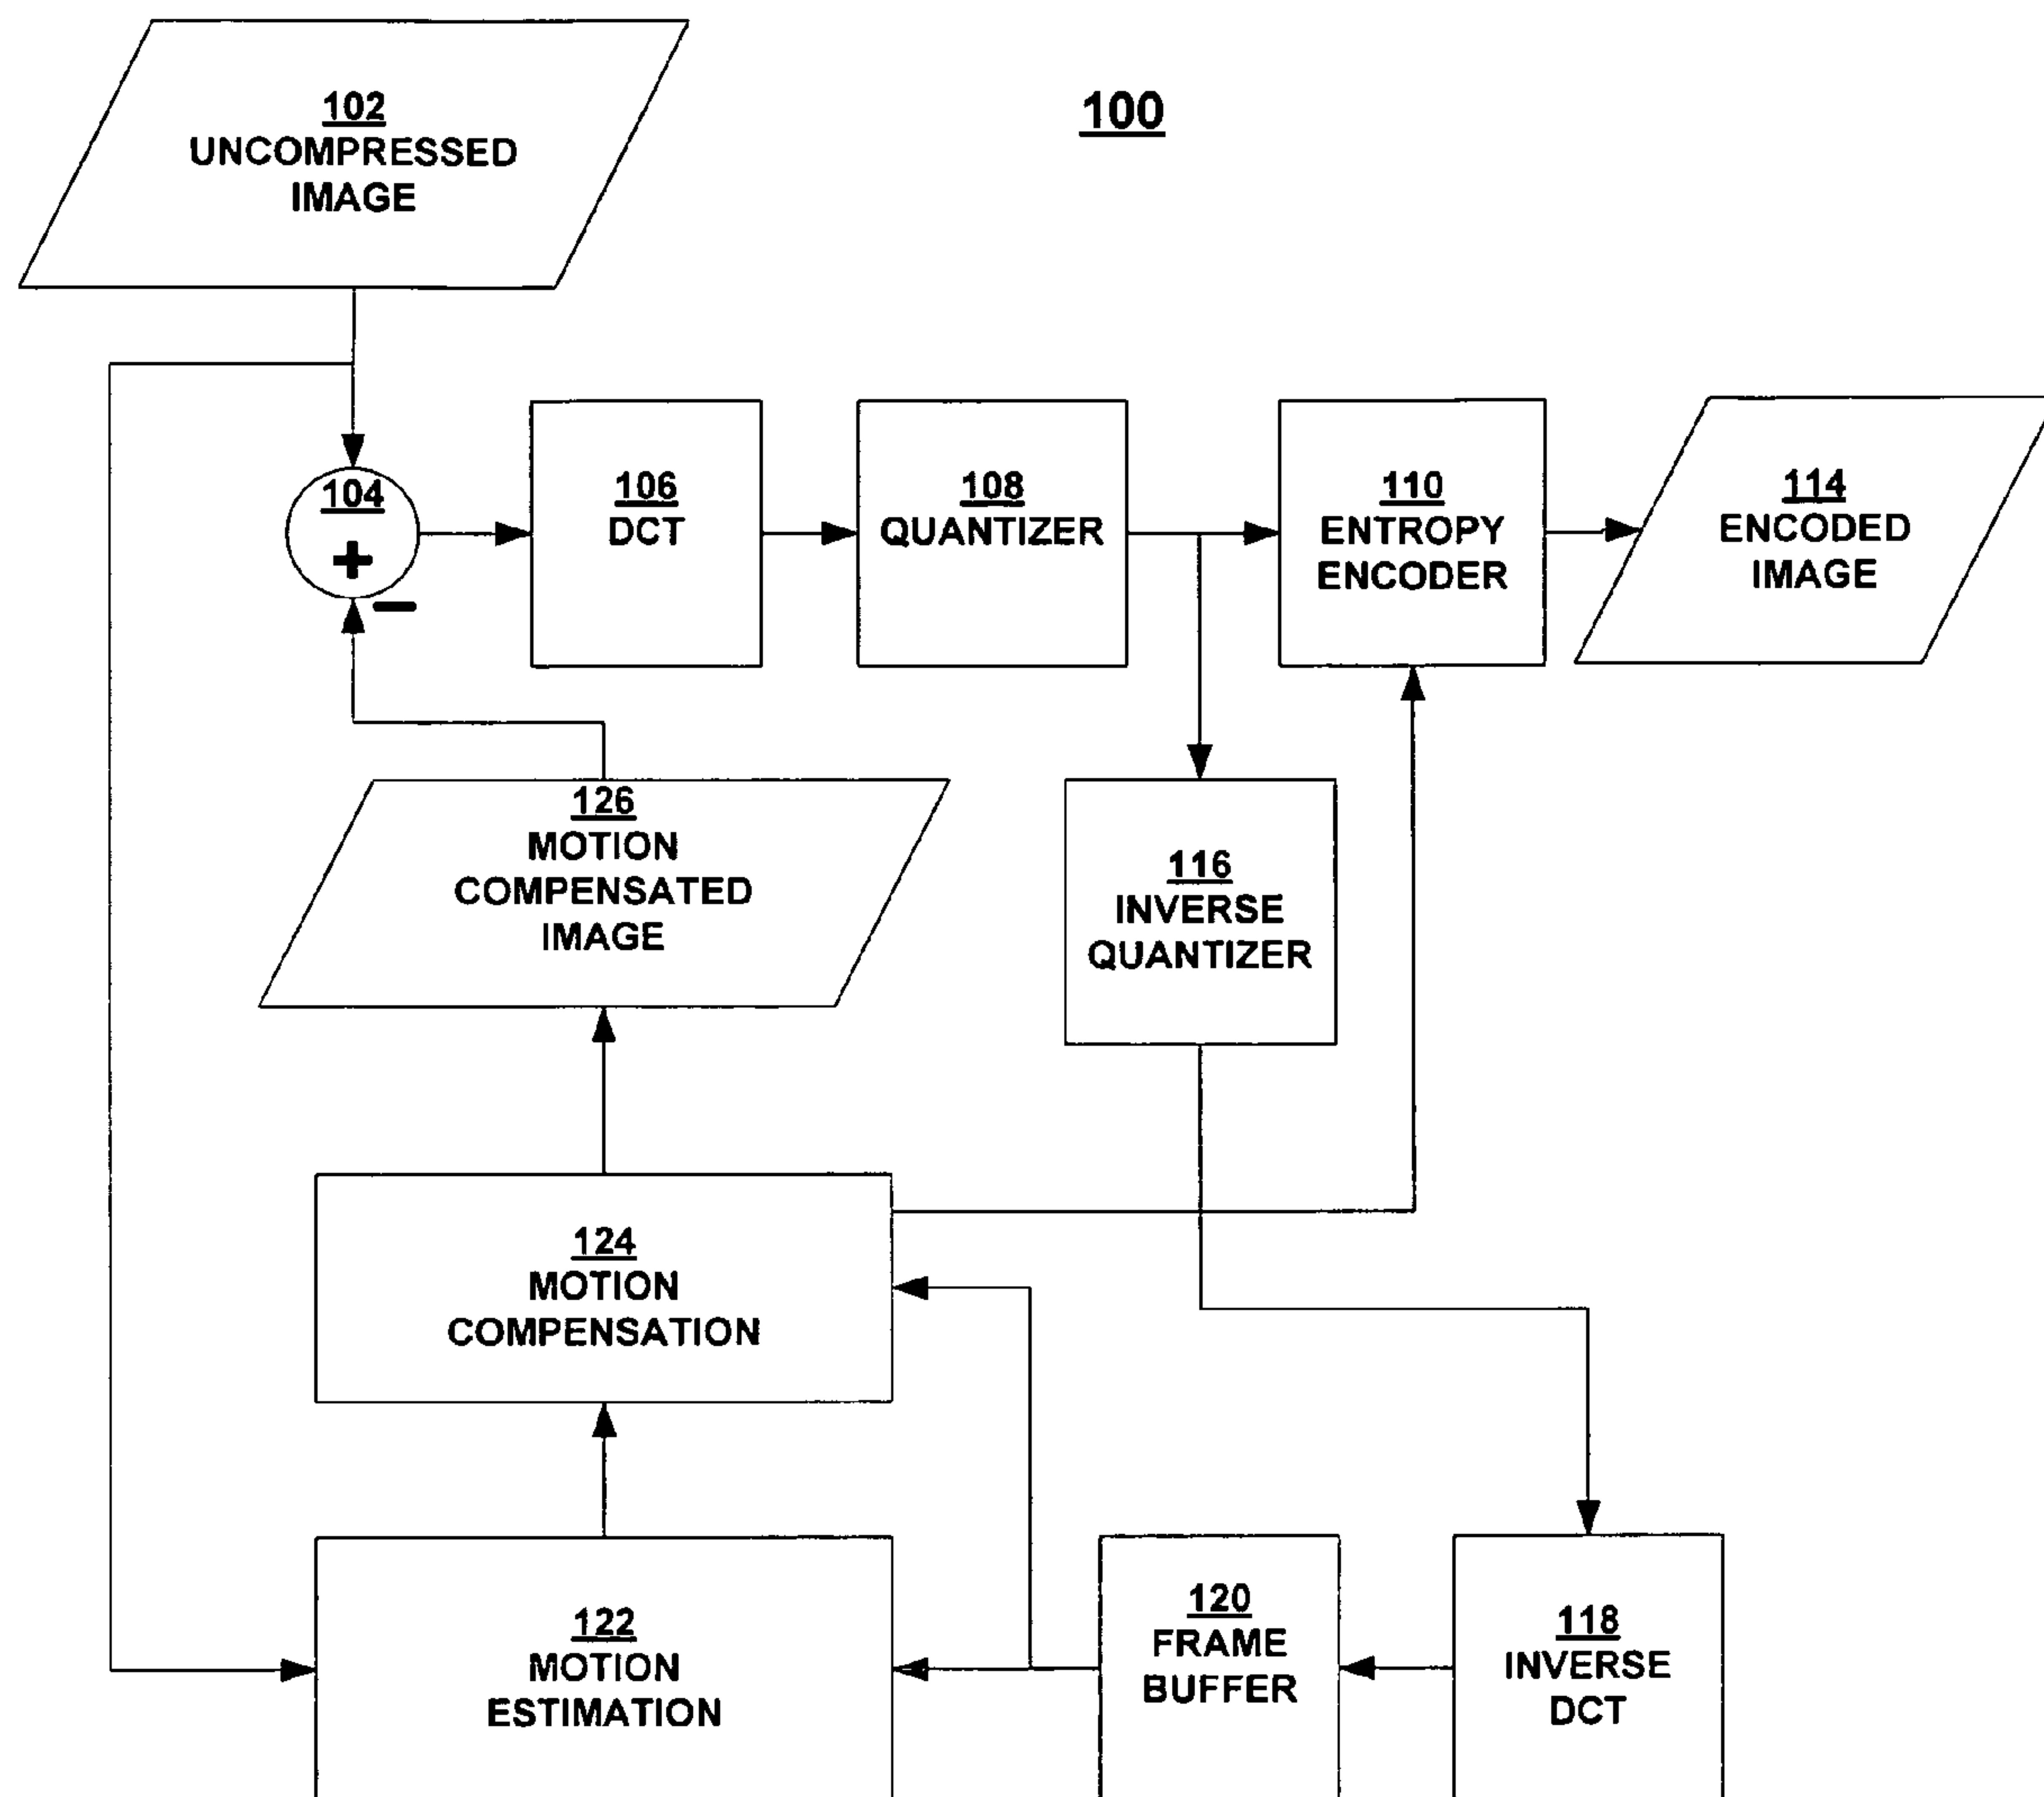 102
UNCOMPRESSED
IMAGE
100
104
+
−
106
DCT
108
QUANTIZER
110
ENTROPY
ENCODER
114
ENCODED
IMAGE
126
MOTION
COMPENSATED
IMAGE
116
INVERSE
QUANTIZER
124
MOTION
COMPENSATION
122
MOTION
ESTIMATION
120
FRAME
BUFFER
118
INVERSE
DCT